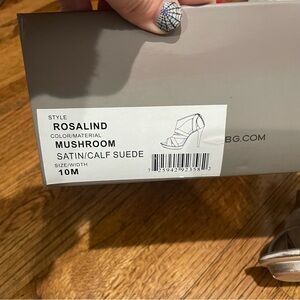 STYLE
ROSALIND
COLOR/MATERIAL
MUSHROOM
SATIN/CALF SUEDE
SIZE/WIDTH
10M
BG.COM